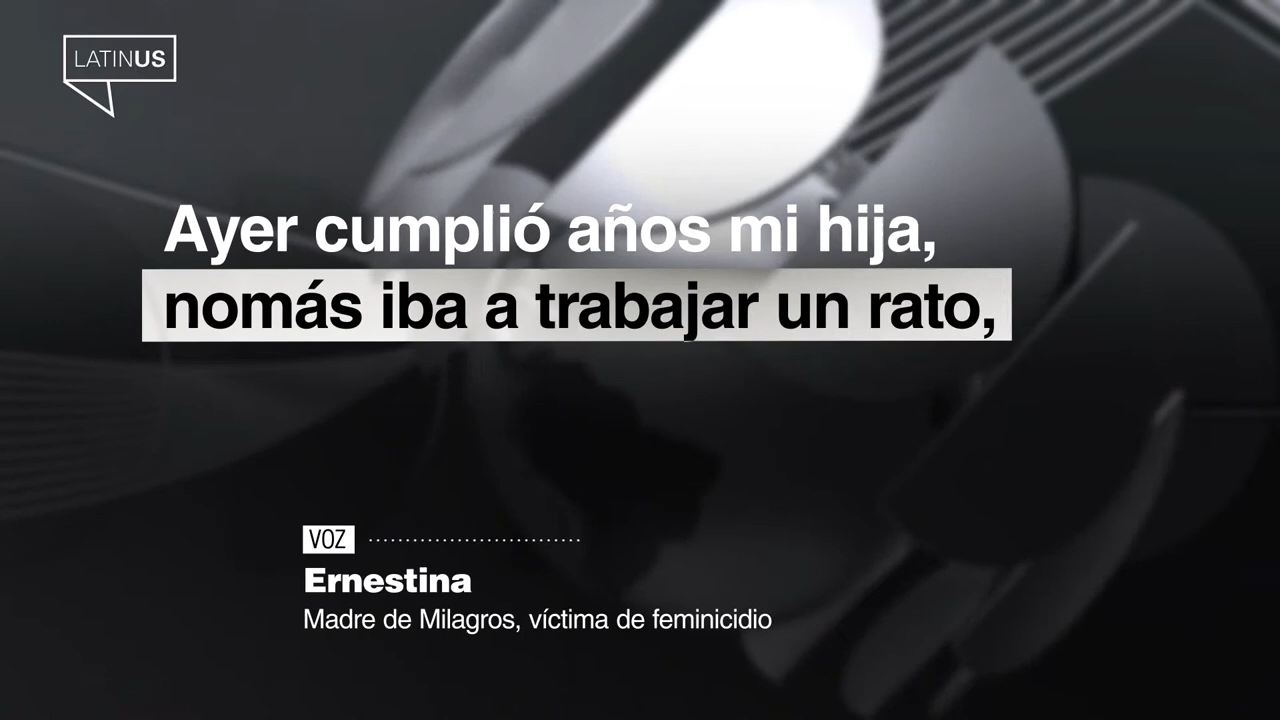 LATINUS
Ayer cumplió años mi hija,
nomás iba a trabajar un rato,
VOZ
Ernestina
Madre de Milagros, víctima de feminicidio